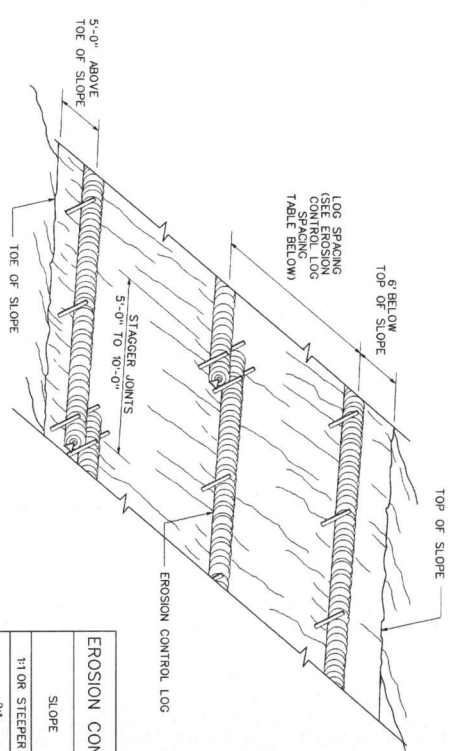 TOP OF SLOPE
6' BELOW
TOP OF SLOPE
LOG SPACING
(SEE EROSION
CONTROL LOG
SPACING
TABLE BELOW)
5'-0" ABOVE
TOE OF SLOPE
STAGGER JOINTS
5'-0" TO 10'-0"
TOE OF SLOPE
EROSION CONTROL LOG
EROSION CON
SLOPE
1:1 OR STEEPER